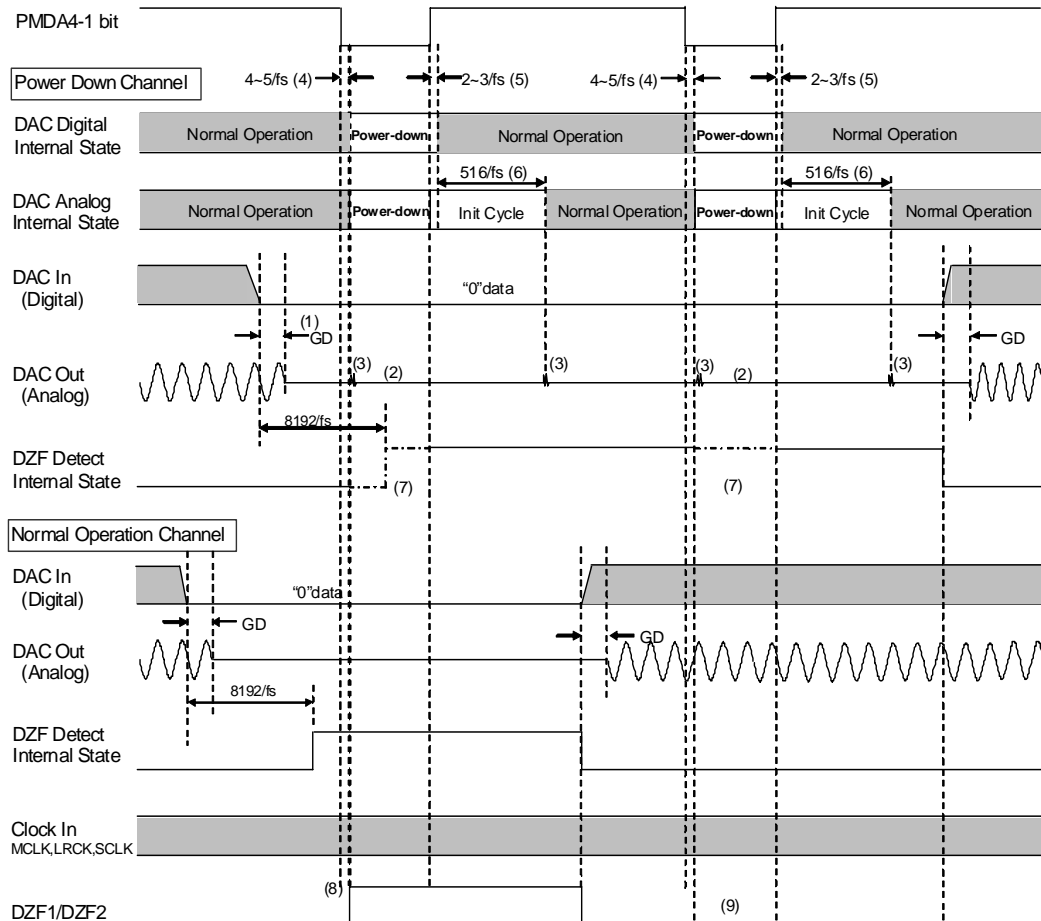 PMDA4-1 bit
4~5/fs (4)
2~3/fs (5)
4~5/fs (4)
2~3/fs (5)
Power Down Channel
DAC Digital
Internal State
Normal Operation
Power-down
Normal Operation
Power-down
Normal Operation
516/fs (6)
516/fs (6)
DAC Analog
Internal State
Normal Operation
Power-down
Init Cycle
Normal Operation
Power-down
Init Cycle
Normal Operation
DAC In
(Digital)
“0”data
(1)
GD
GD
DAC Out
(Analog)
(3)
(2)
(3)
(3)
(2)
(3)
8192/fs
DZF Detect
Internal State
(7)
(7)
Normal Operation Channel
DAC In
(Digital)
“0”data
GD
GD
DAC Out
(Analog)
8192/fs
DZF Detect
Internal State
Clock In
MCLK,LRCK,SCLK
(8)
(9)
DZF1/DZF2